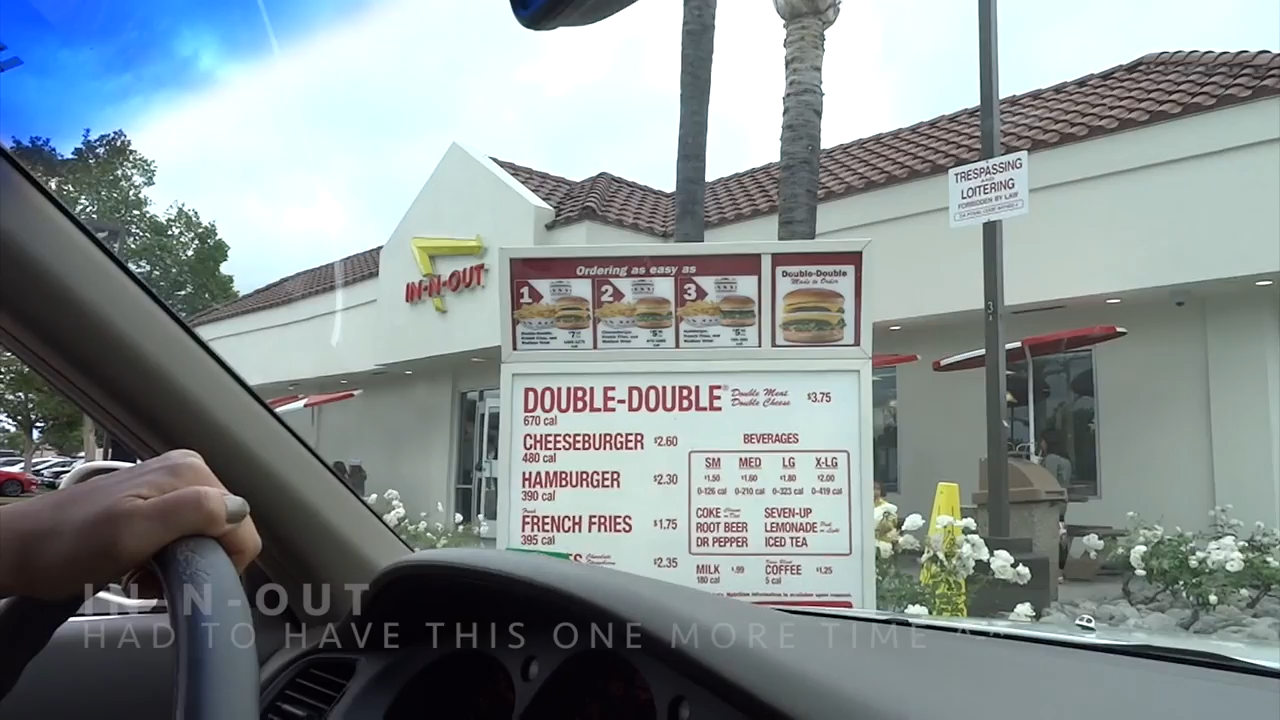 TRESPASSING
AND
LOITERING
FORBIDDEN BY LAW
IN-N-OUT
Ordering as easy as
1
2
3
Double-Double
Made to Order
DOUBLE-DOUBLE® Double Meat Double Cheese $3.75
670 cal
CHEESEBURGER $2.60
480 cal
HAMBURGER $2.30
390 cal
Fresh
FRENCH FRIES $1.75
395 cal
$2.35
BEVERAGES
SM MED LG X-LG
$1.50 $1.60 $1.80 $2.00
0-126 cal 0-210 cal 0-323 cal 0-419 cal
COKE SEVEN-UP
ROOT BEER LEMONADE
DR PEPPER ICED TEA
MILK $.99 COFFEE $1.25
180 cal 5 cal
IN-N-OUT
HAD TO HAVE THIS ONE MORE TIME